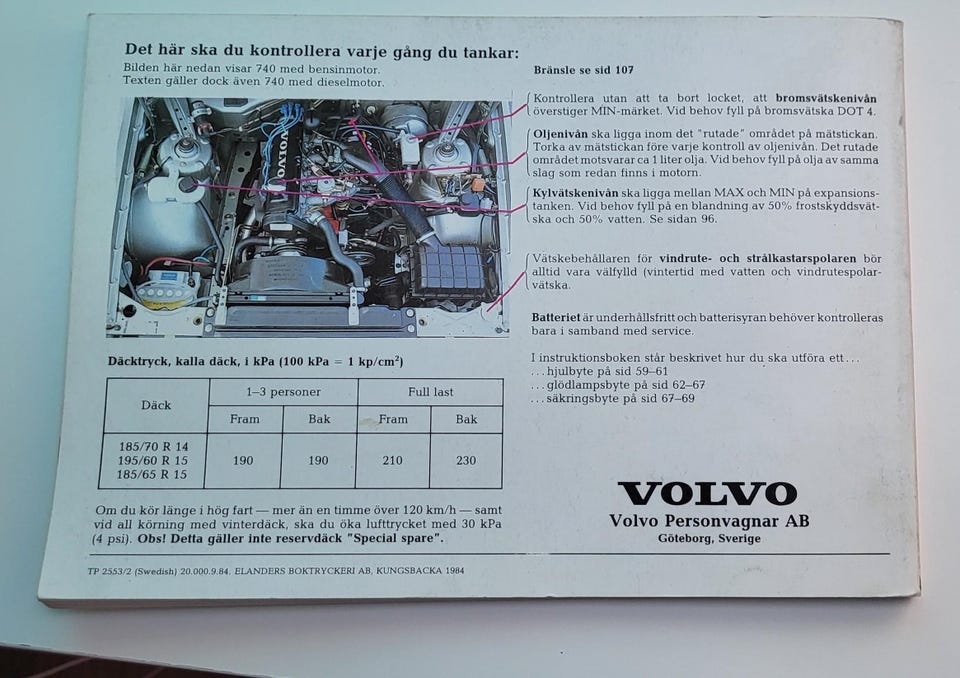 Det här ska du kontrollera varje gång du tankar:
Bilden här nedan visar 740 med bensinmotor.
Texten gäller dock även 740 med dieselmotor.
Bränsle se sid 107
Kontrollera utan att ta bort locket, att bromsvätskenivån
överstiger MIN-märket. Vid behov fyll på bromsvätska DOT 4.
Oljenivån ska ligga inom det "rutade" området på mätstickan.
Torka av mätstickan före varje kontroll av oljenivån. Det rutade
området motsvarar ca 1 liter olja. Vid behov fyll på olja av samma
slag som redan finns i motorn.
Kylvätskenivån ska ligga mellan MAX och MIN på expansions-
tanken. Vid behov fyll på en blandning av 50% frostskyddsvät-
ska och 50% vatten. Se sidan 96.
Vätskebehållaren för vindrute- och strålkastarspolaren bör
alltid vara välfylld (vintertid med vatten och vindrutespolar-
vätska.
Batteriet är underhållsfritt och batterisyran behöver kontrolleras
bara i samband med service.
I instruktionsboken står beskrivet hur du ska utföra ett...
...hjulbyte på sid 59–61
...glödlampsbyte på sid 62–67
...säkringsbyte på sid 67–69
VOLVO
Däcktryck, kalla däck, i kPa (100 kPa = 1 kp/cm²)
Däck 1–3 personer Full last
Fram Bak Fram Bak
185/70 R 14
195/60 R 15 190 190 210 230
185/65 R 15
Om du kör länge i hög fart — mer än en timme över 120 km/h — samt
vid all körning med vinterdäck, ska du öka lufttrycket med 30 kPa
(4 psi). Obs! Detta gäller inte reservdäck "Special spare".
VOLVO
Volvo Personvagnar AB
Göteborg, Sverige
TP 2553/2 (Swedish) 20.000.9.84. ELANDERS BOKTRYCKERI AB, KUNGSBACKA 1984